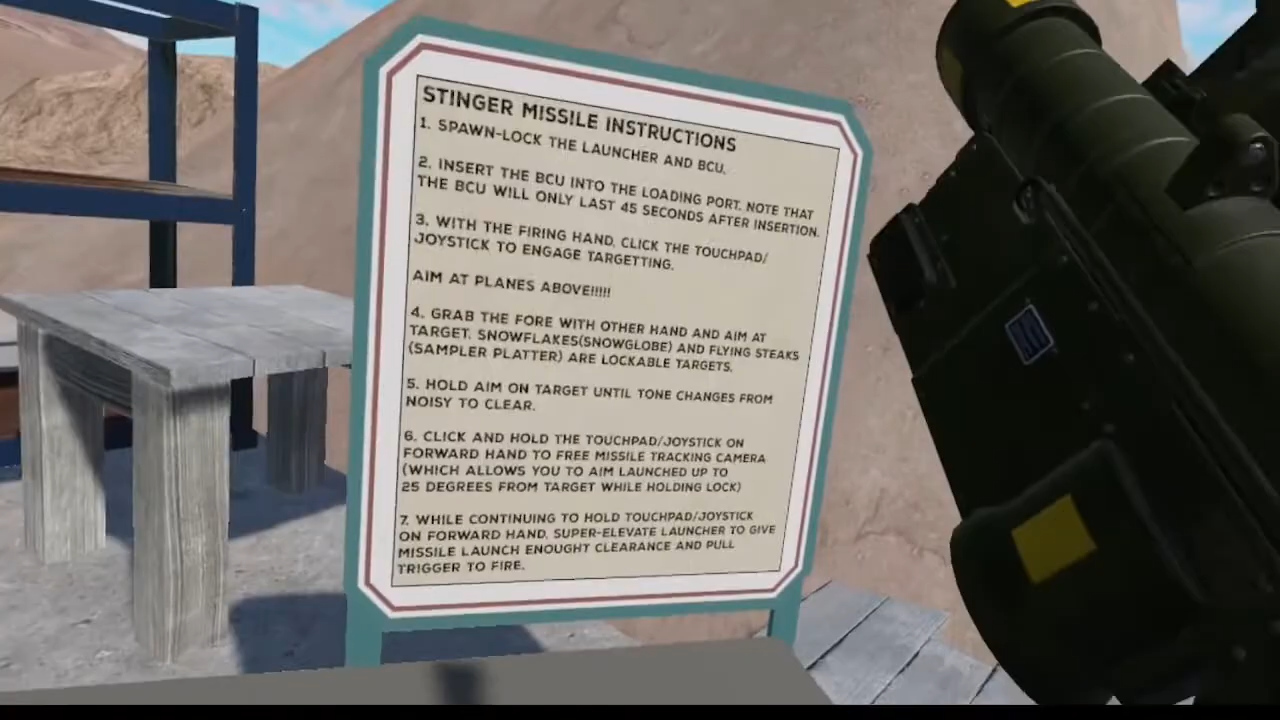 STINGER MISSILE INSTRUCTIONS
1. SPAWN-LOCK THE LAUNCHER AND BCU.
2. INSERT THE BCU INTO THE LOADING PORT. NOTE THAT
THE BCU WILL ONLY LAST 45 SECONDS AFTER INSERTION.
3. WITH THE FIRING HAND, CLICK THE TOUCHPAD/
JOYSTICK TO ENGAGE TARGETTING.
AIM AT PLANES ABOVE!!!!!
4. GRAB THE FORE WITH OTHER HAND AND AIM AT
TARGET. SNOWFLAKES(SNOWGLOBE) AND FLYING STEAKS
(SAMPLER PLATTER) ARE LOCKABLE TARGETS.
5. HOLD AIM ON TARGET UNTIL TONE CHANGES FROM
NOISY TO CLEAR.
6. CLICK AND HOLD THE TOUCHPAD/JOYSTICK ON
FORWARD HAND TO FREE MISSILE TRACKING CAMERA
(WHICH ALLOWS YOU TO AIM LAUNCHED UP TO
25 DEGREES FROM TARGET WHILE HOLDING LOCK)
7. WHILE CONTINUING TO HOLD TOUCHPAD/JOYSTICK
ON FORWARD HAND, SUPER-ELEVATE LAUNCHER TO GIVE
MISSILE LAUNCH ENOUGHT CLEARANCE AND PULL
TRIGGER TO FIRE.